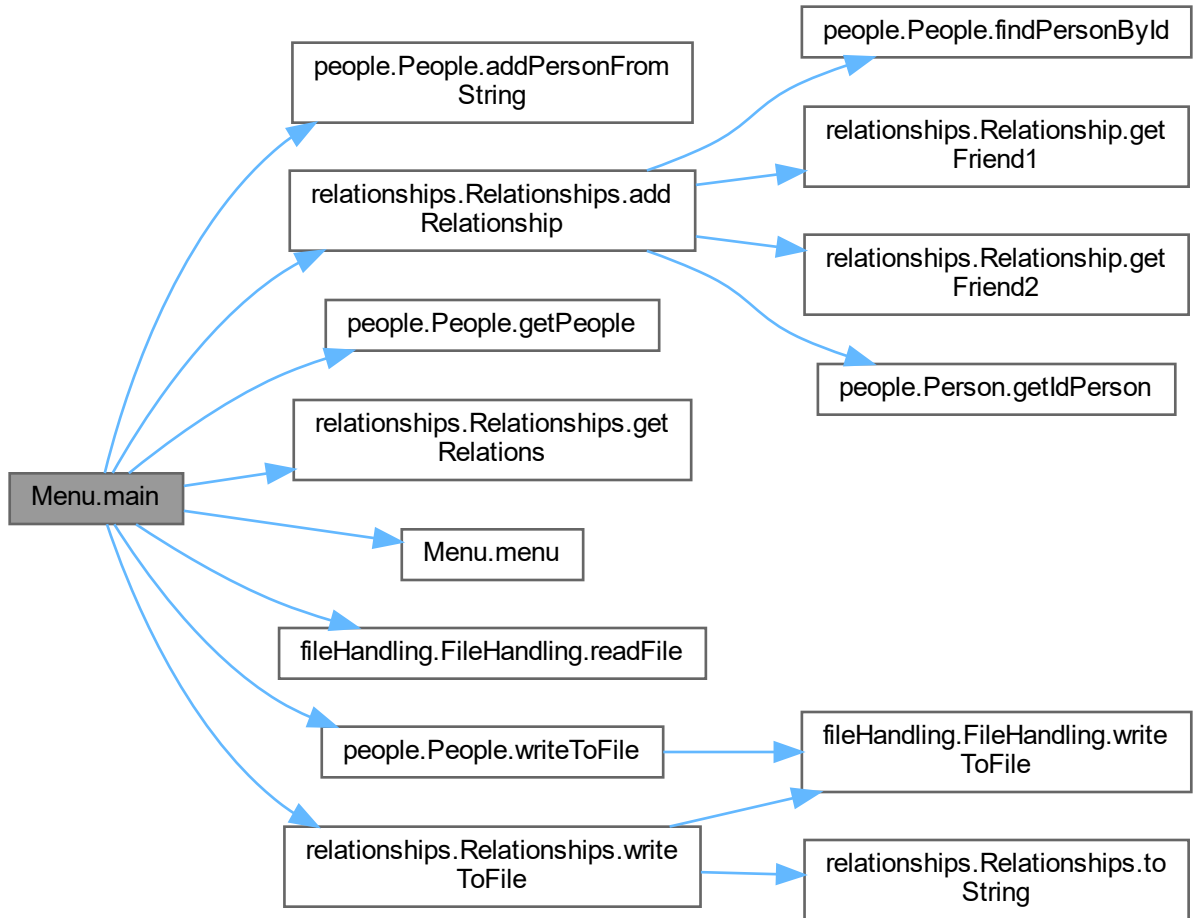 Menu.main
people.People.addPersonFrom
String
relationships.Relationships.add
Relationship
people.People.getPeople
relationships.Relationships.get
Relations
Menu.menu
fileHandling.FileHandling.readFile
people.People.writeToFile
relationships.Relationships.write
ToFile
people.People.findPersonById
relationships.Relationship.get
Friend1
relationships.Relationship.get
Friend2
people.Person.getIdPerson
fileHandling.FileHandling.write
ToFile
relationships.Relationships.to
String